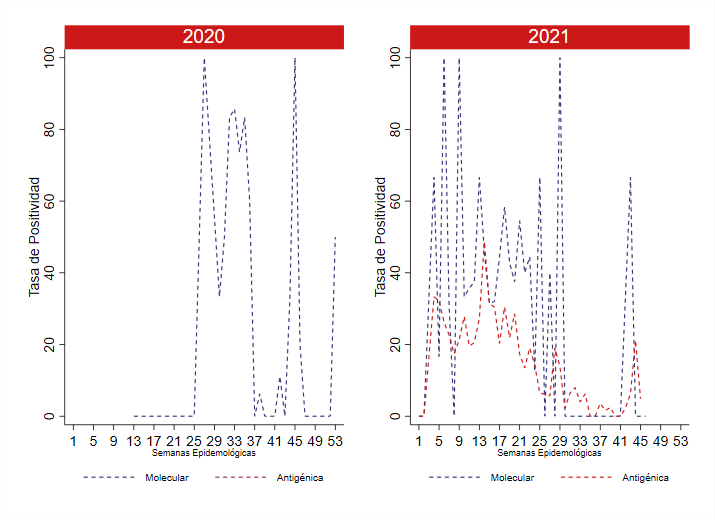 2020
Tasa de Positividad
100
80
60
40
20
0
1 5 9 13 17 21 25 29 33 37 41 45 49 53
Semanas Epidemológicas
Molecular Antigénica
2021
Tasa de Positividad
100
80
60
40
20
0
1 5 9 13 17 21 25 29 33 37 41 45 49 53
Semanas Epidemológicas
Molecular Antigénica